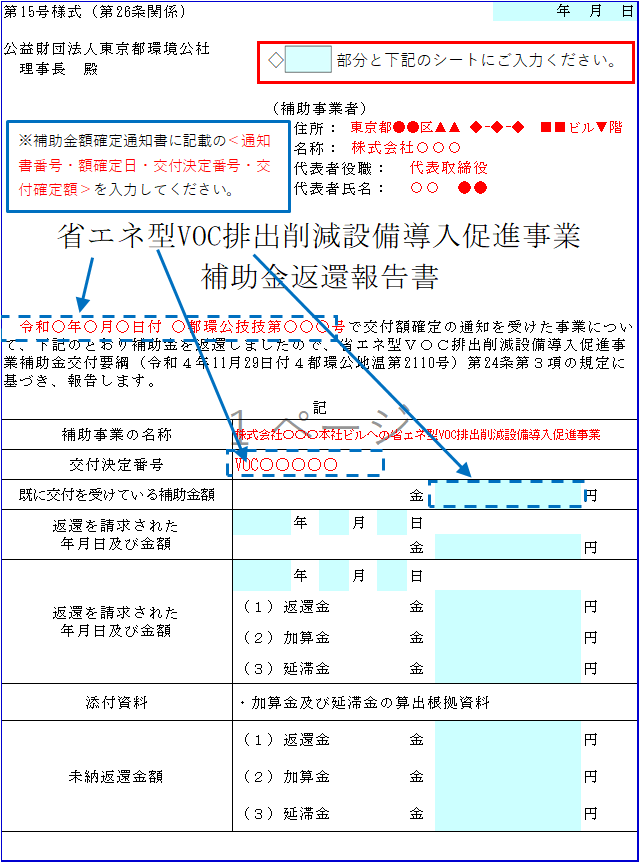 第15号様式（第26条関係）
年　月　日
公益財団法人東京都環境公社
理事長　殿
◇ 部分と下記のシートにご入力ください。
（補助事業者）
住所： 東京都●●区▲▲ ◆-◆-◆ ■■ビル▼階
名称： 株式会社〇〇〇
代表者役職： 代表取締役
代表者氏名： 〇〇 ●●
※補助金額確定通知書に記載の＜通知
書番号・額確定日・交付決定番号・交
付確定額＞を入力してください。
省エネ型VOC排出削減設備導入促進事業
補助金返還報告書
令和〇年〇月〇日付 〇都環公技技第〇〇〇号で交付額確定の通知を受けた事業につい
て、下記のとおり補助金を返還しましたので、省エネ型ＶＯＣ排出削減設備導入促進事
業補助金交付要綱（令和４年11月29日付４都環公地温第2110号）第24条第３項の規定に
基づき、報告します。
記
1 ページ
補助事業の名称 株式会社〇〇〇本社ビルへの省エネ型VOC排出削減設備導入促進事業
交付決定番号 VOC〇〇〇〇〇
既に交付を受けている補助金額 金 円
返還を請求された
年月日及び金額
年 月 日
金 円
返還を請求された
年月日及び金額
年 月 日
（1）返還金 金 円
（2）加算金 金 円
（3）延滞金 金 円
添付資料 ・加算金及び延滞金の算出根拠資料
未納返還金額
（1）返還金 金 円
（2）加算金 金 円
（3）延滞金 金 円